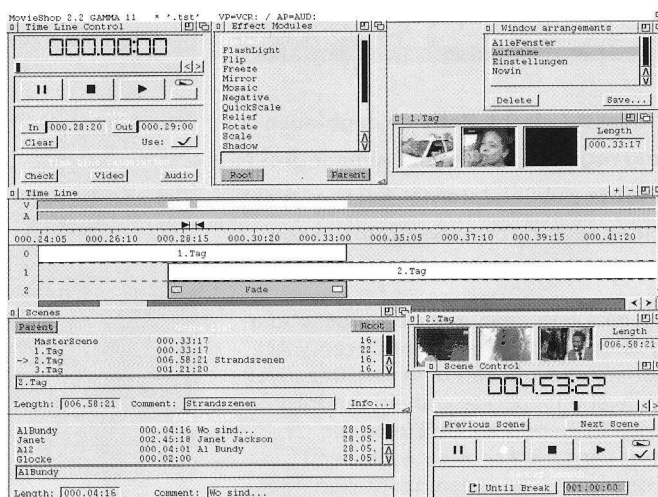 MovieShop 2.2 GAMMA 11 * '.tst' VP=VCR: / AP=AUD:
Time Line Control
000.00:00
< >
In 000.28:20 Out 000.29:00
Clear Use:
Check Video Audio
Effect Modules
FlashLight
Flip
Freeze
Mirror
Mosaic
Negative
QuickScale
Relief
Rotate
Scale
Shadow
Root Parent
Window arrangements
AlleFenster
Aufnahme
Einstellungen
Nowin
Delete Save...
1.Tag
Length
000.33:17
Time Line + -
V
A
000.24:05 000.26:10 000.28:15 000.30:20 000.33:00 000.35:05 000.37:10 000.39:15 000.41:20
0 1.Tag
1 2.Tag
2 Fade
< >
Scenes
Parent Root
MasterScene 000.33:17 16.
1.Tag 000.33:17 22.
-> 2.Tag 006.58:21 Strandszenen 16.
3.Tag 001.21:20 16.
2.Tag
Length: 006.58:21 Comment: Strandszenen Info...
AlBundy 000.04:16 Wo sind... 28.05.
Janet 002.45:18 Janet Jackson 28.05.
Al2 000.04:01 Al Bundy 28.05.
Glocke 000.02:00 28.05.
AlBundy
Length: 000.04:16 Comment: Wo sind...
2.Tag
Length
006.58:21
Scene Control
004.53:22
< >
Previous Scene Next Scene
Until Break 001.00:00